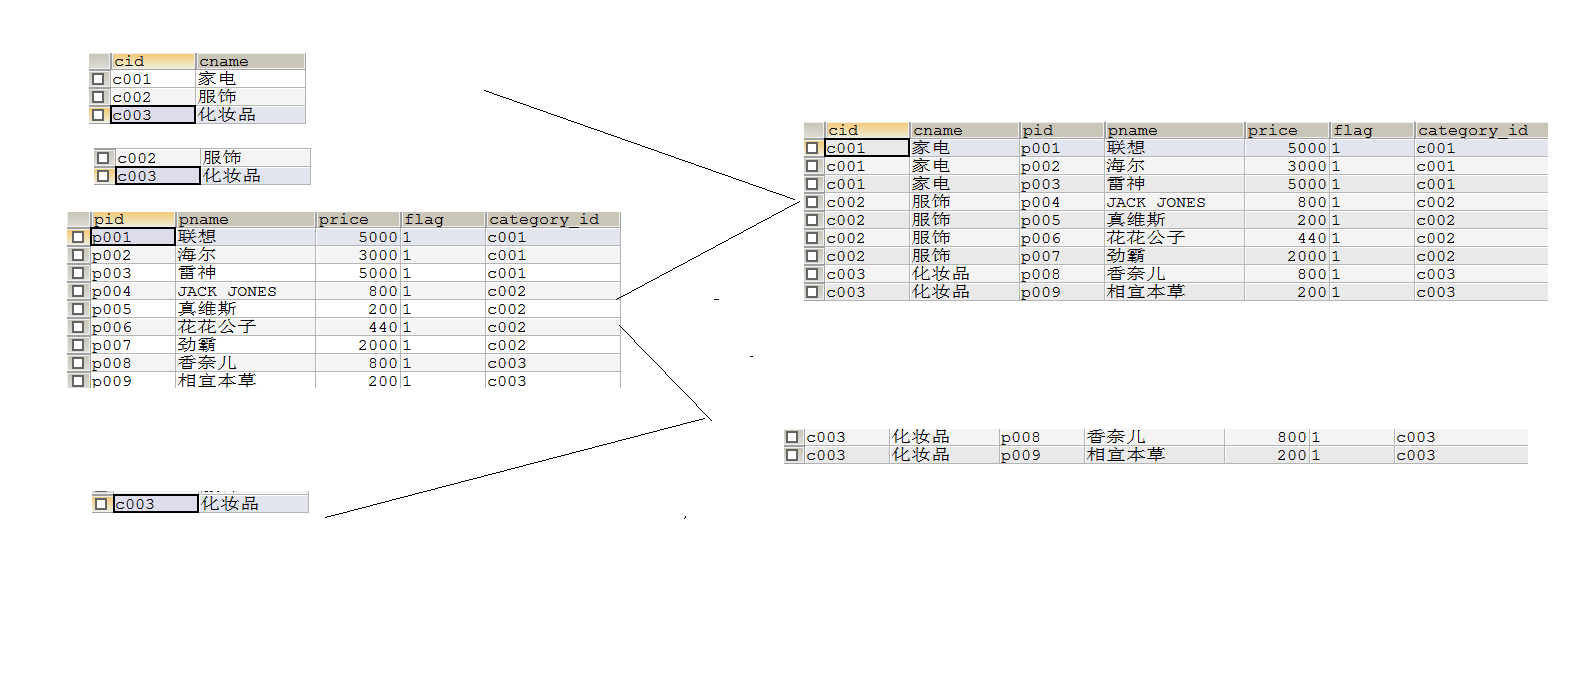 cid cname
c001 家电
c002 服饰
c003 化妆品
c002 服饰
c003 化妆品
pid pname price flag category_id
p001 联想 5000 1 c001
p002 海尔 3000 1 c001
p003 雷神 5000 1 c001
p004 JACK JONES 800 1 c002
p005 真维斯 200 1 c002
p006 花花公子 440 1 c002
p007 劲霸 2000 1 c002
p008 香奈儿 800 1 c003
p009 相宜本草 200 1 c003
c003 化妆品
cid cname pid pname price flag category_id
c001 家电 p001 联想 5000 1 c001
c001 家电 p002 海尔 3000 1 c001
c001 家电 p003 雷神 5000 1 c001
c002 服饰 p004 JACK JONES 800 1 c002
c002 服饰 p005 真维斯 200 1 c002
c002 服饰 p006 花花公子 440 1 c002
c002 服饰 p007 劲霸 2000 1 c002
c003 化妆品 p008 香奈儿 800 1 c003
c003 化妆品 p009 相宜本草 200 1 c003
c003 化妆品 p008 香奈儿 800 1 c003
c003 化妆品 p009 相宜本草 200 1 c003